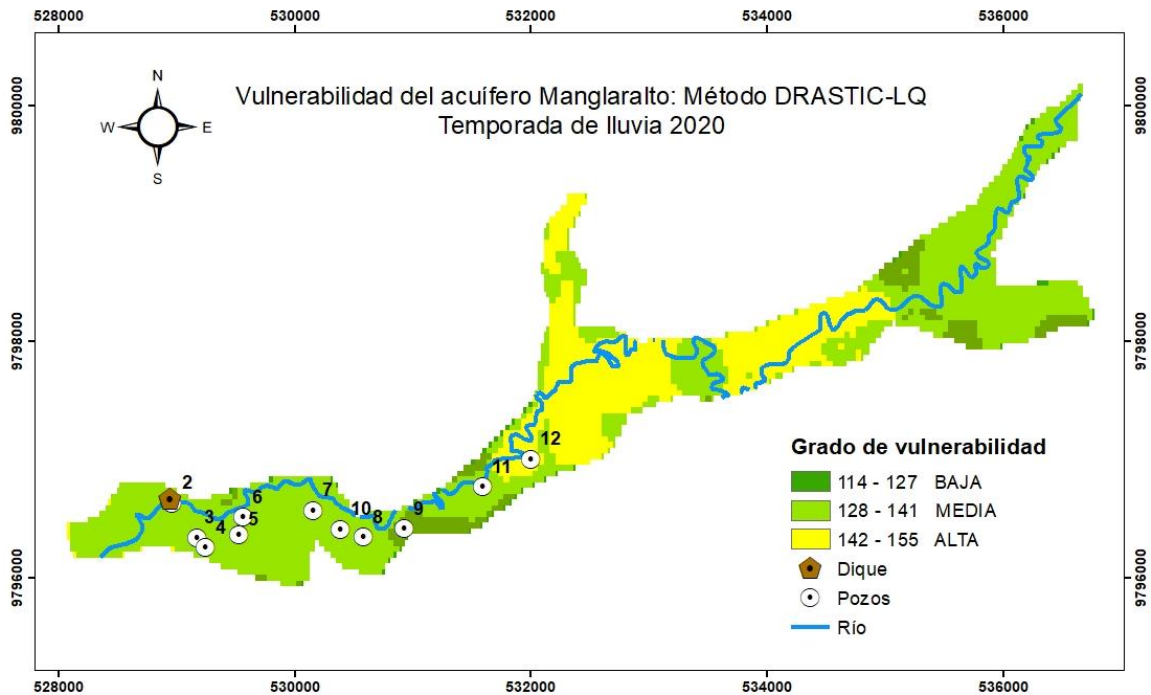 528000 530000 532000 534000 536000
9800000 9800000
N
W E
S
Vulnerabilidad del acuífero Manglaralto: Método DRASTIC-LQ
Temporada de lluvia 2020
9798000 9798000
12
11
2
6
7
3
10
9
4
5
8
Grado de vulnerabilidad
114 - 127 BAJA
128 - 141 MEDIA
142 - 155 ALTA
Dique
Pozos
Río
9796000 9796000
528000 530000 532000 534000 536000